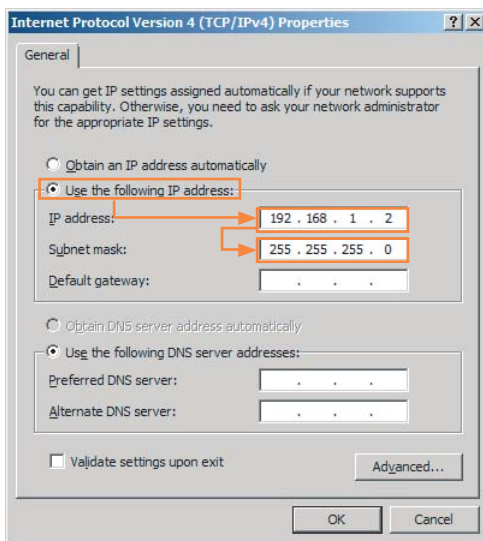 Internet Protocol Version 4 (TCP/IPv4) Properties
General
You can get IP settings assigned automatically if your network supports
this capability. Otherwise, you need to ask your network administrator
for the appropriate IP settings.
Obtain an IP address automatically
Use the following IP address:
IP address: 192 . 168 . 1 . 2
Subnet mask: 255 . 255 . 255 . 0
Default gateway: . . .
Obtain DNS server address automatically
Use the following DNS server addresses:
Preferred DNS server: . . .
Alternate DNS server: . . .
Validate settings upon exit
Advanced...
OK Cancel